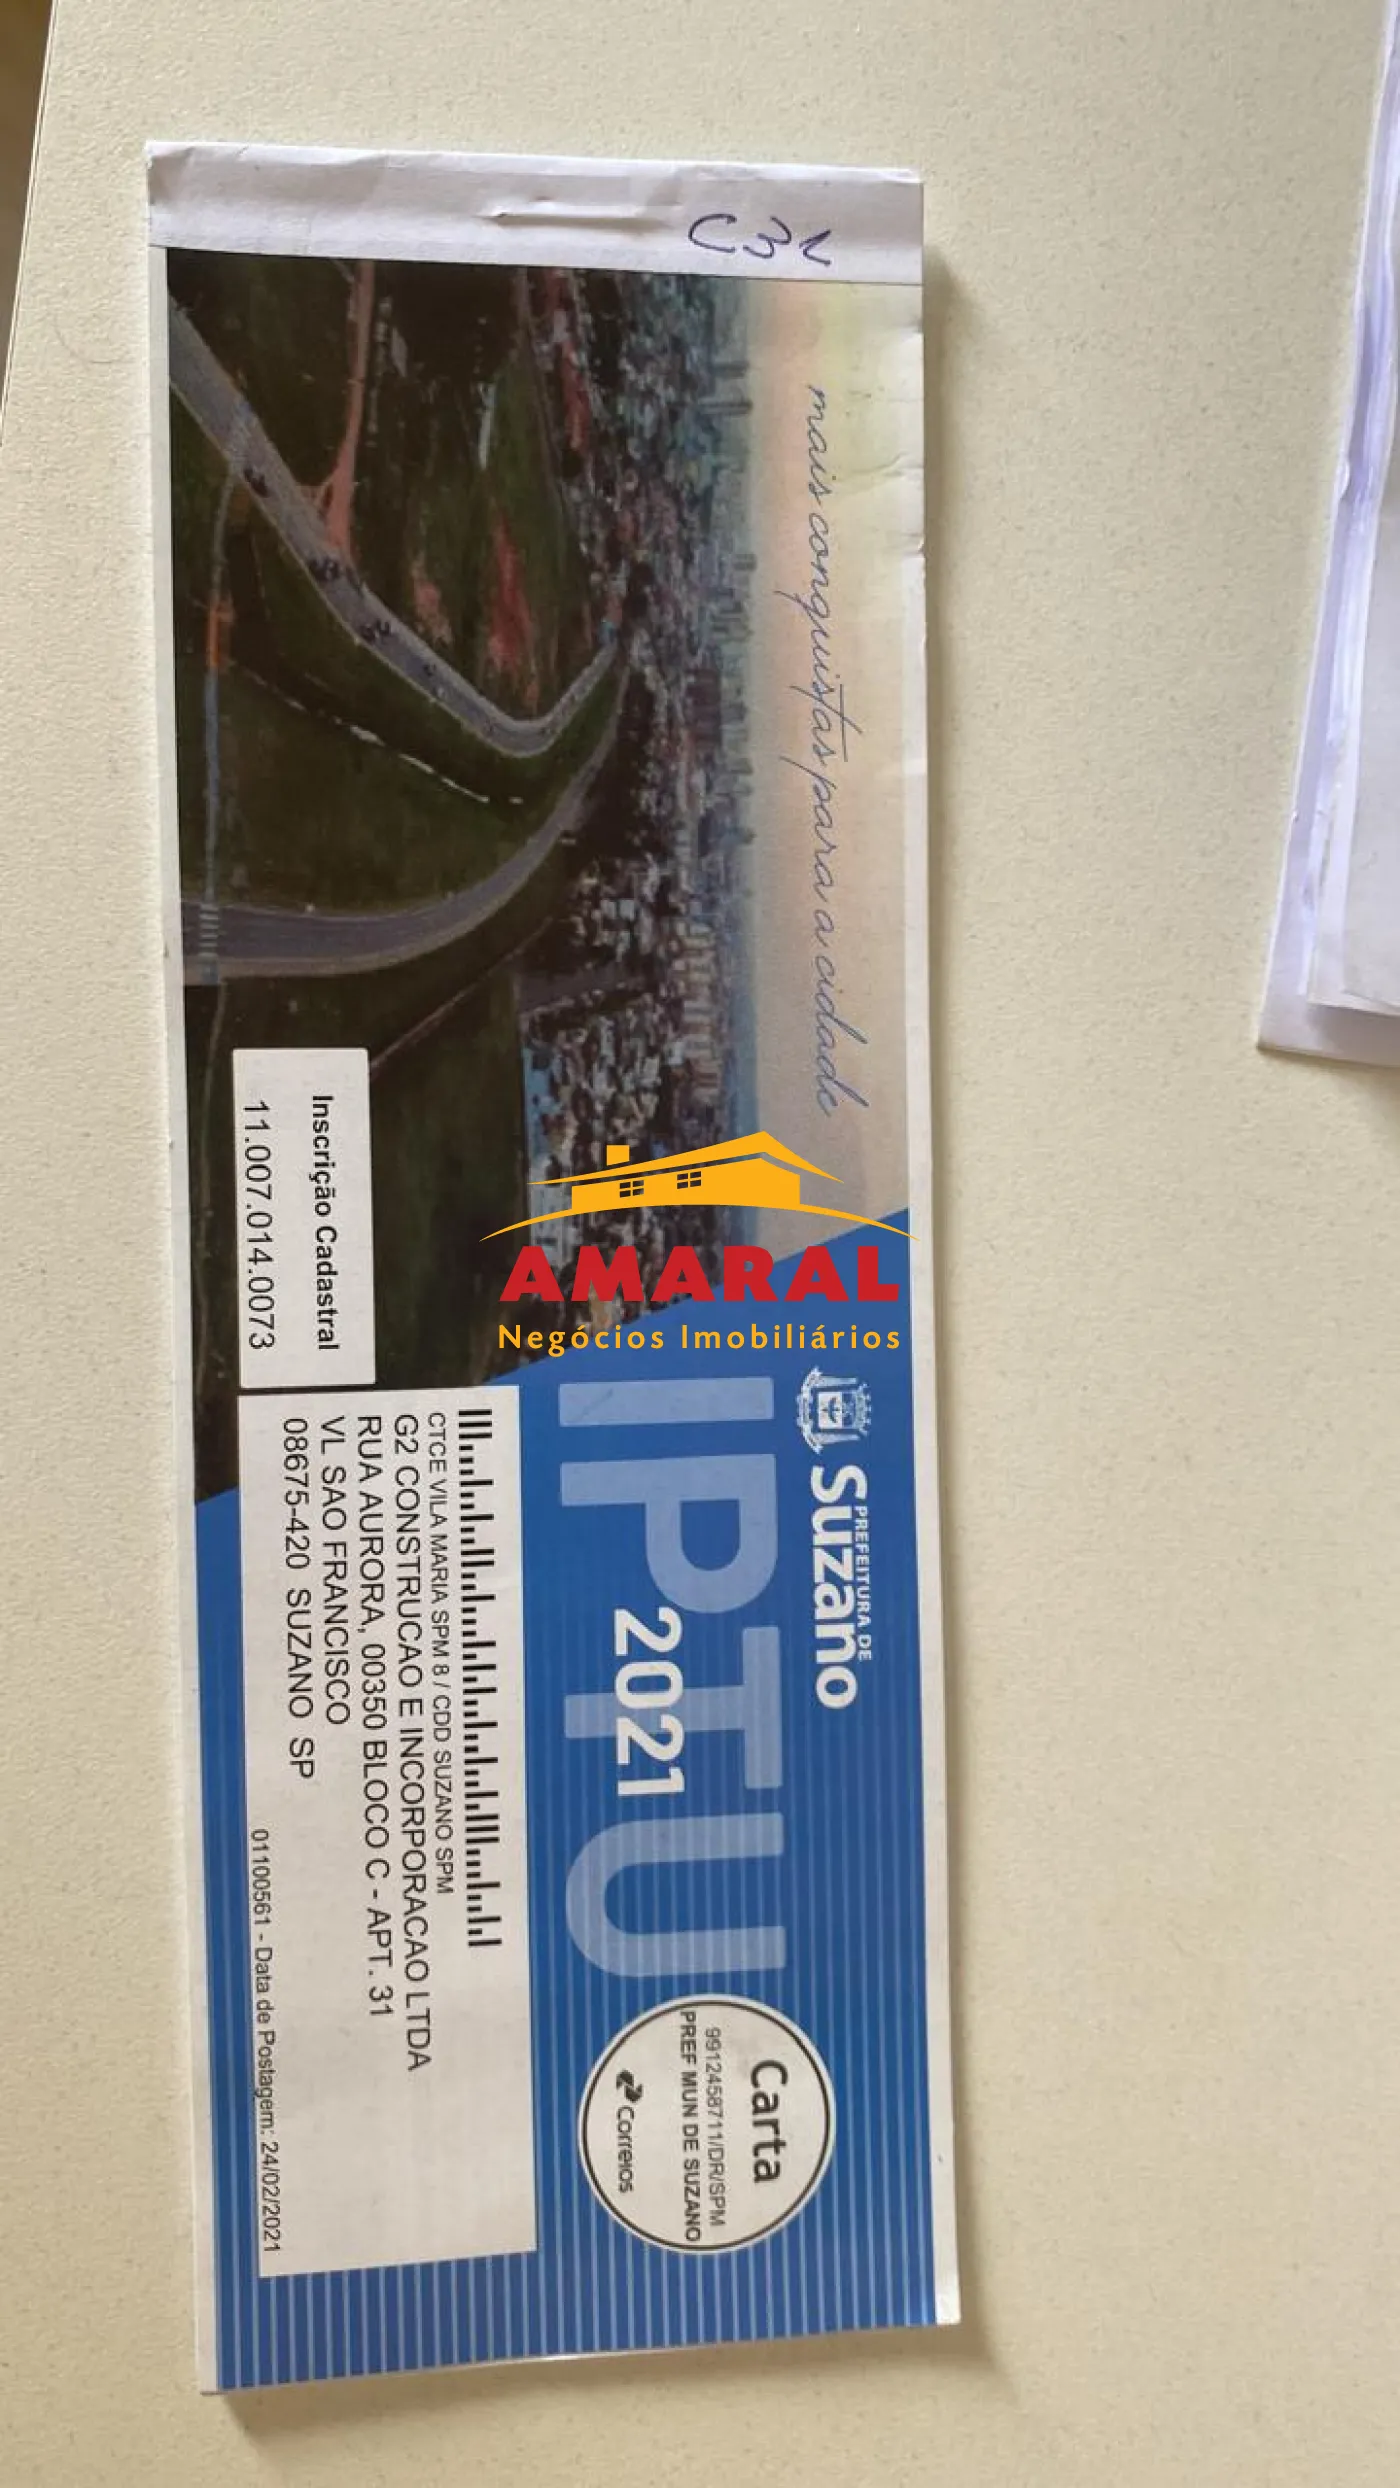 C31
mais conquistas para a cidade
AMARAL
Negócios Imobiliários
PREFEITURA DE
Suzano
IPTU
2021
Carta
9912458711/DR/SPM
PREF MUN DE SUZANO
Correios
Inscrição Cadastral
11.007.014.0073
CTCE VILA MARIA SPM 8 / CDD SUZANO SPM
G2 CONSTRUCAO E INCORPORACAO LTDA
RUA AURORA, 00350 BLOCO C - APT. 31
VL SAO FRANCISCO
08675-420 SUZANO SP
01100561 - Data de Postagem: 24/02/2021